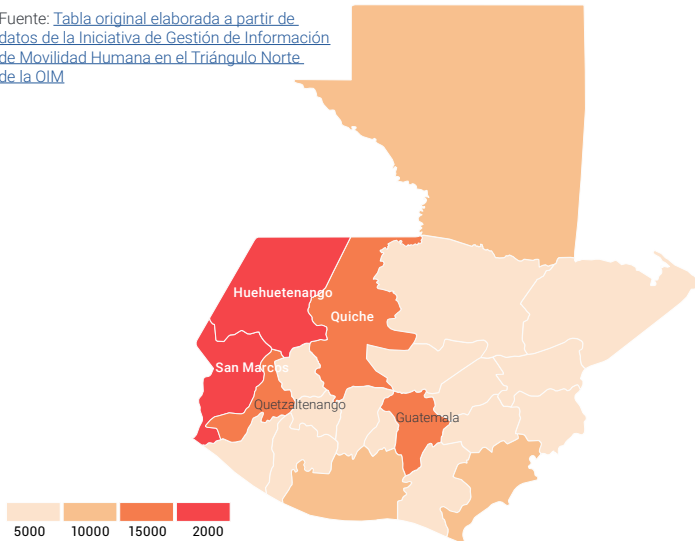 Fuente: Tabla original elaborada a partir de
datos de la Iniciativa de Gestión de Información
de Movilidad Humana en el Triángulo Norte
de la OIM
Huehuetenango
Quiche
San Marcos
Quetzaltenango
Guatemala
5000 10000 15000 2000